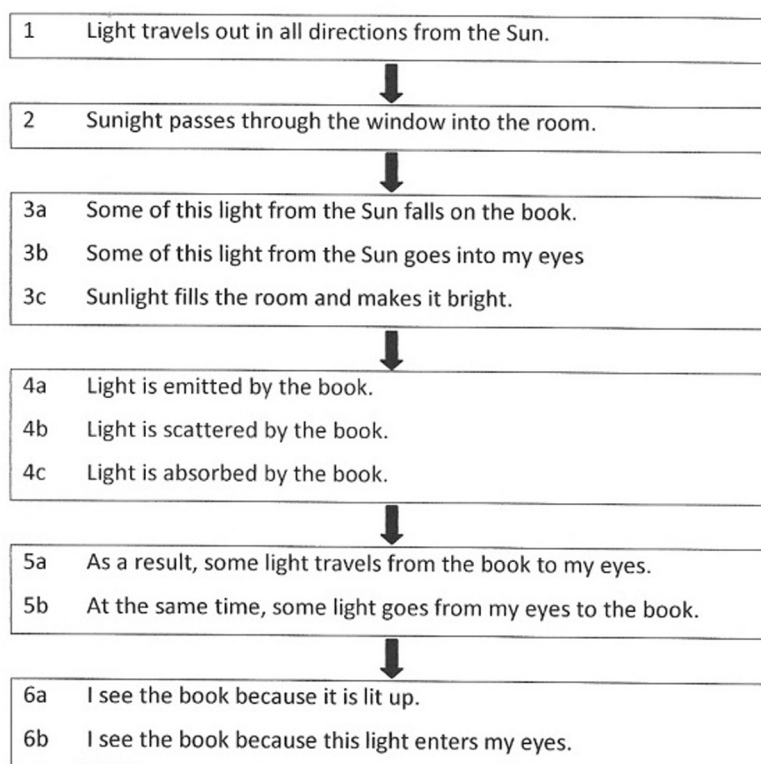 1 Light travels out in all directions from the Sun.
2 Sunight passes through the window into the room.
3a Some of this light from the Sun falls on the book.
3b Some of this light from the Sun goes into my eyes
3c Sunlight fills the room and makes it bright.
4a Light is emitted by the book.
4b Light is scattered by the book.
4c Light is absorbed by the book.
5a As a result, some light travels from the book to my eyes.
5b At the same time, some light goes from my eyes to the book.
6a I see the book because it is lit up.
6b I see the book because this light enters my eyes.